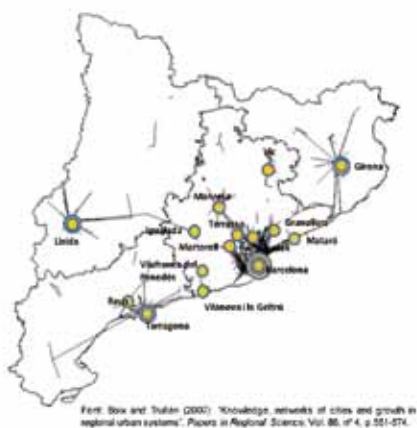 Vic
Girona
Manresa
Granollers
Igualada
Terrassa
Mataró
Lleida
Martorell
Barcelona
Vilafranca del
Penedès
Reus
Vilanova i la Geltrú
Tarragona
Font: Boix and Trullén (2007): "Knowledge, networks of cities and growth in
regional urban systems", Papers in Regional Science, Vol. 86, nº 4, p.551-574.